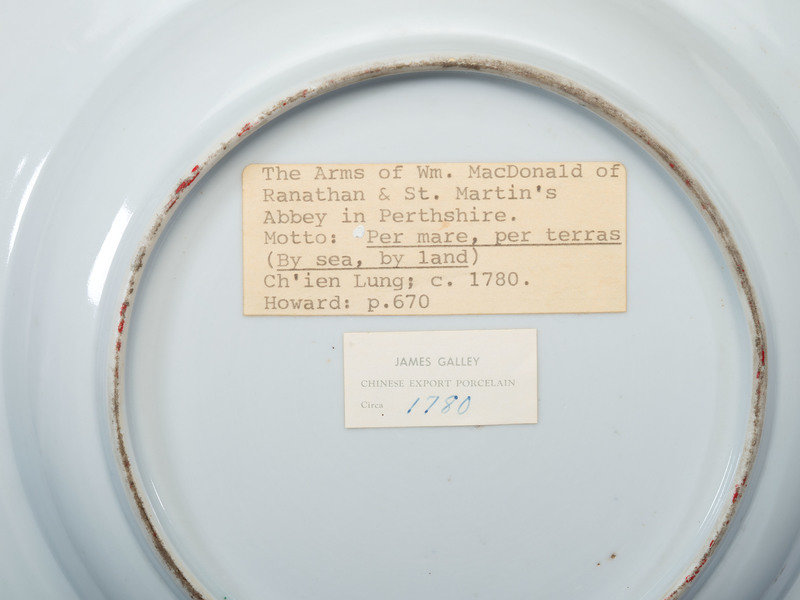 The Arms of Wm. MacDonald of
Ranathan & St. Martin's
Abbey in Perthshire.
Motto: Per mare, per terras
(By sea, by land)
Ch'ien Lung; c. 1780.
Howard: p.670
JAMES GALLEY
CHINESE EXPORT PORCELAIN
Circa 1780